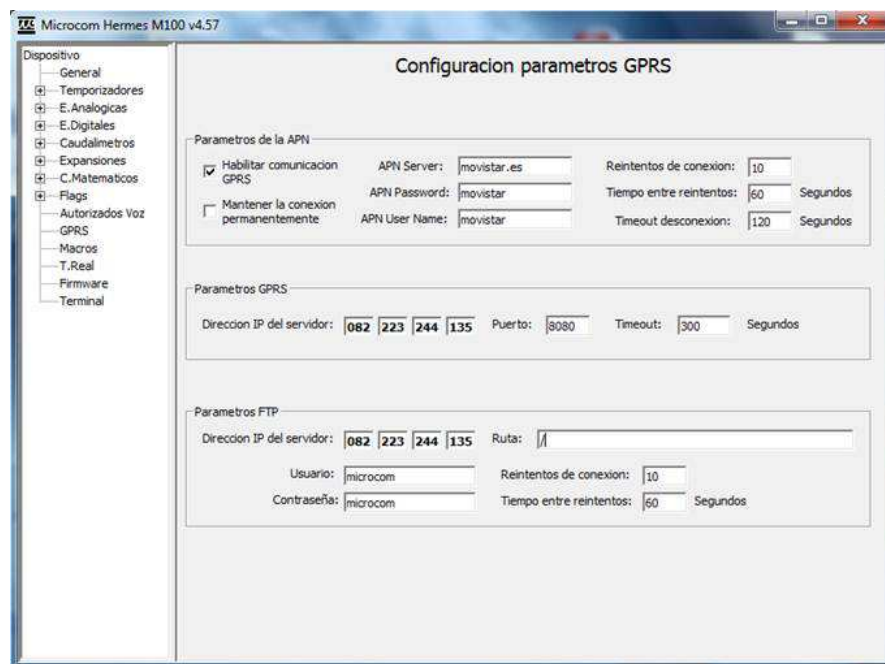 Microcom Hermes M100 v4.57
Dispositivo
General
Temporizadores
E.Analogicas
E.Digitales
Caudalmetros
Expansiones
C.Matematicos
Flags
Autorizados Voz
GPRS
Macros
T.Real
Firmware
Terminal
Configuracion parametros GPRS
Parametros de la APN
Habilitar comunicacion GPRS
Mantener la conexion permanentemente
APN Server: movistar.es
APN Password: movistar
APN User Name: movistar
Reintentos de conexion: 10
Tiempo entre reintentos: 60 Segundos
Timeout desconexion: 120 Segundos
Parametros GPRS
Direccion IP del servidor: 082 223 244 135 Puerto: 8080 Timeout: 300 Segundos
Parametros FTP
Direccion IP del servidor: 082 223 244 135 Ruta: /
Usuario: microcom
Contraseña: microcom
Reintentos de conexion: 10
Tiempo entre reintentos: 60 Segundos